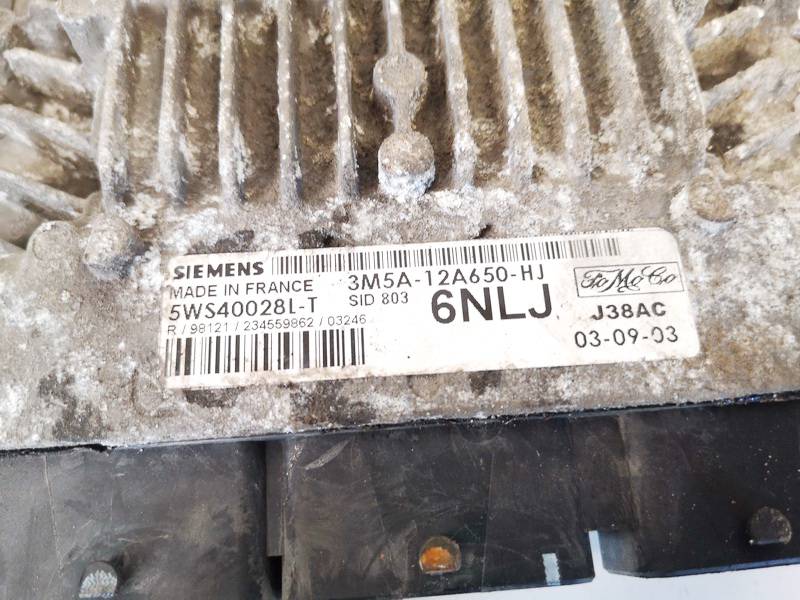 SIEMENS
MADE IN FRANCE
5WS40028L-T
R / 98121 / 234559862 / 03246
3M5A-12A650-HJ
SID 803
6NLJ
FoMoCo
J38AC
03-09-03